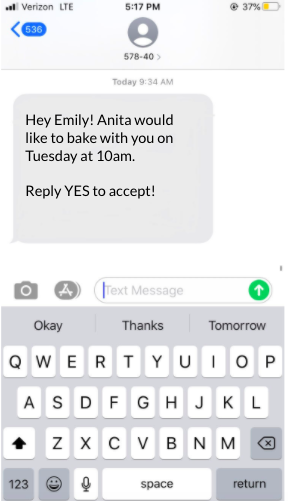 Verizon LTE 5:17 PM 37%
536
578-40 >
Today 9:34 AM
Hey Emily! Anita would
like to bake with you on
Tuesday at 10am.
Reply YES to accept!
Text Message
Okay Thanks Tomorrow
Q W E R T Y U I O P
A S D F G H J K L
Z X C V B N M
123 space return